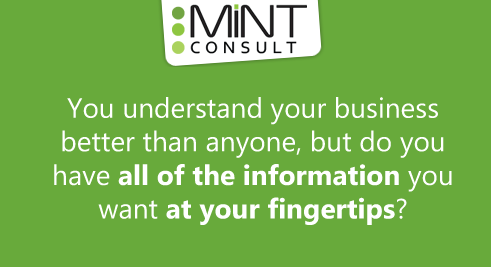 MiNT
CONSULT
You understand your business
better than anyone, but do you
have all of the information you
want at your fingertips?